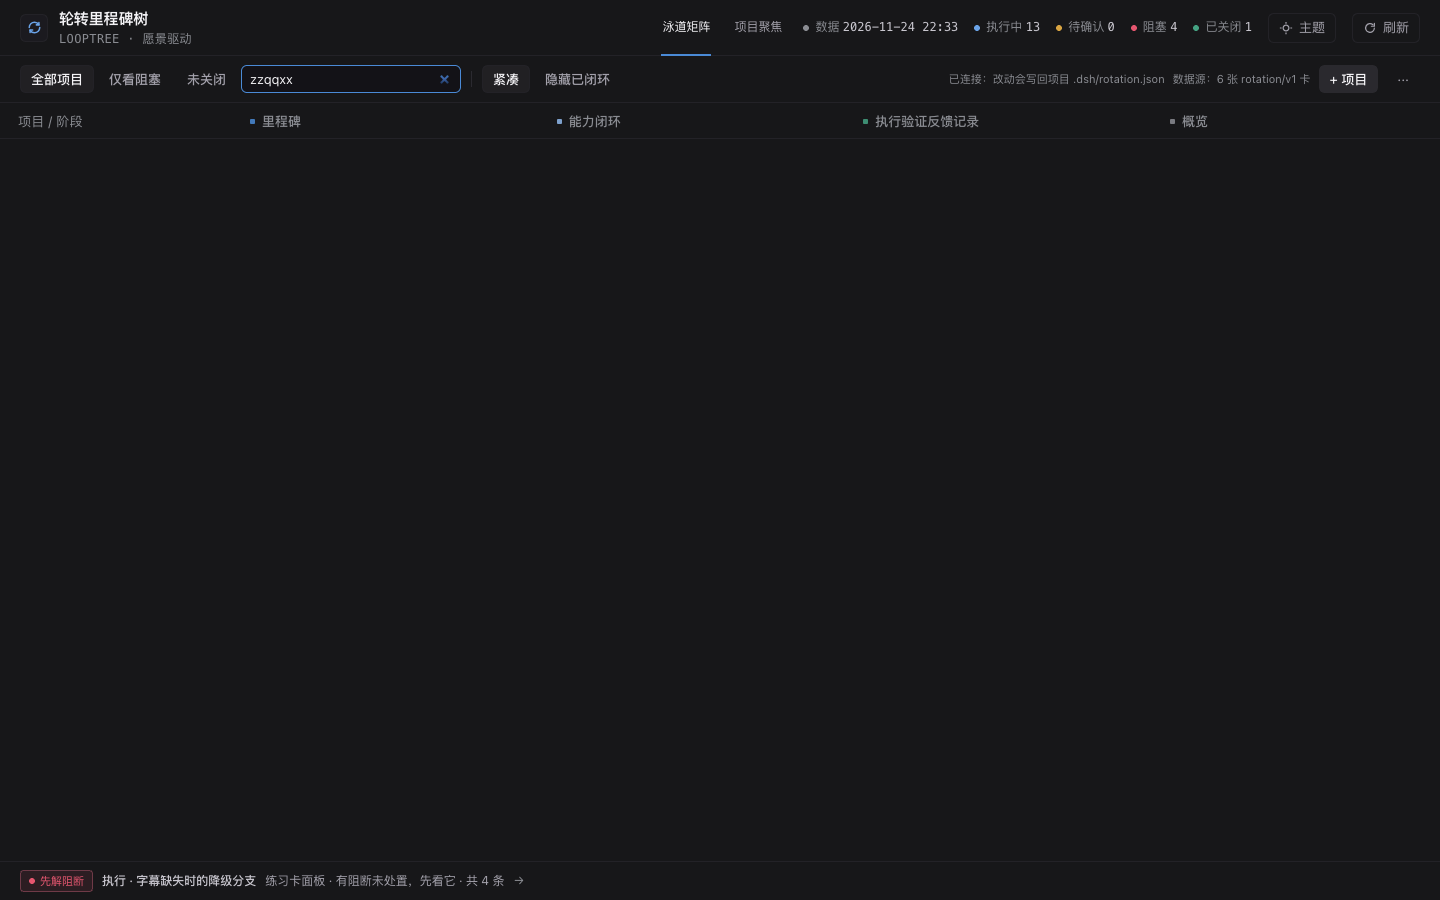 轮转里程碑树
LOOPTREE · 愿景驱动
泳道矩阵 项目聚焦 数据 2026-11-24 22:33 执行中 13 待确认 0 阻塞 4 已关闭 1 主题 刷新
全部项目 仅看阻塞 未关闭 zzqqxx 紧凑 隐藏已闭环 已连接：改动会写回项目 .dsh/rotation.json 数据源：6 张 rotation/v1 卡 + 项目 ···
项目 / 阶段 里程碑 能力闭环 执行验证反馈记录 概览
先解阻断 执行 · 字幕缺失时的降级分支 练习卡面板 · 有阻断未处置，先看它 · 共 4 条 →